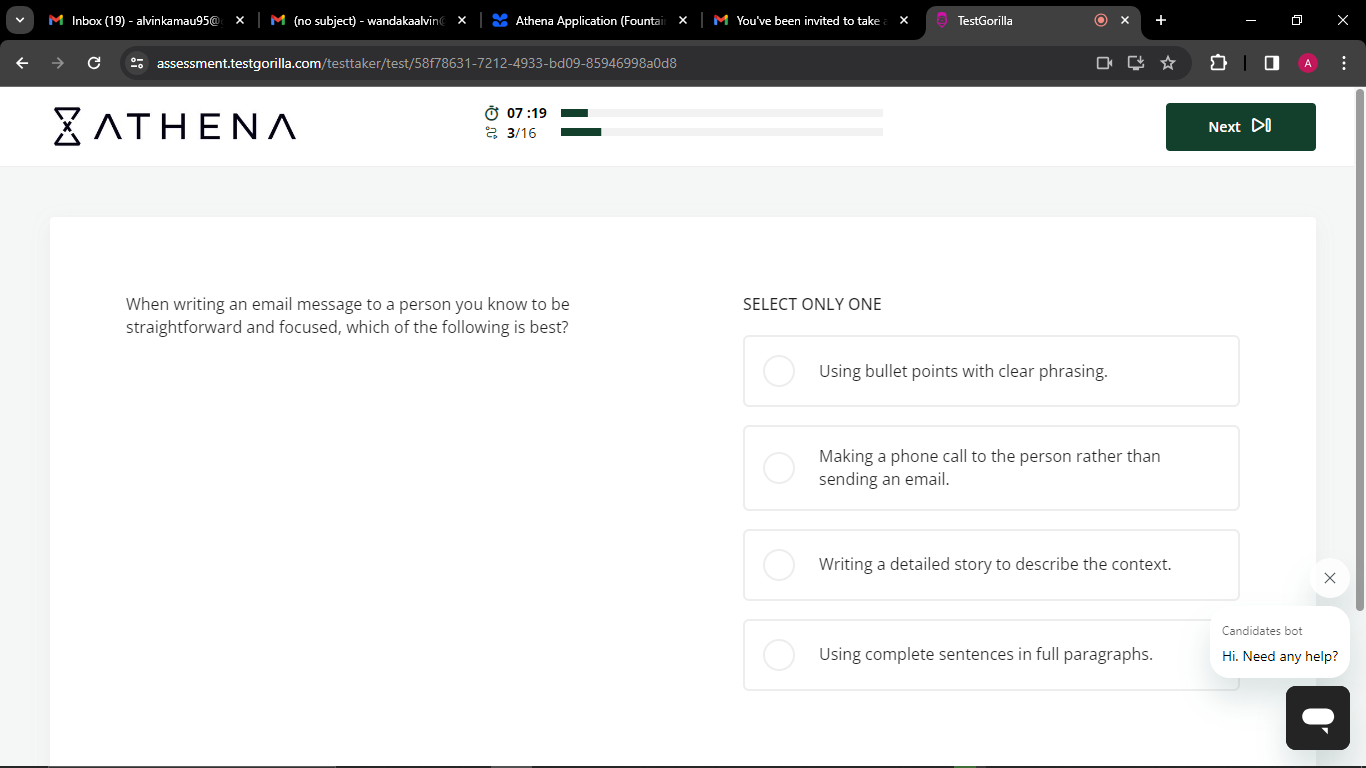 Inbox (19) - alvinkamau95@
(no subject) - wandakaalvin@
Athena Application (Fountai
You've been invited to take a
TestGorilla
assessment.testgorilla.com/testtaker/test/58f78631-7212-4933-bd09-85946998a0d8
A
ATHENA
07 :19
3/16
Next
When writing an email message to a person you know to be
straightforward and focused, which of the following is best?
SELECT ONLY ONE
Using bullet points with clear phrasing.
Making a phone call to the person rather than
sending an email.
Writing a detailed story to describe the context.
Using complete sentences in full paragraphs.
Candidates bot
Hi. Need any help?